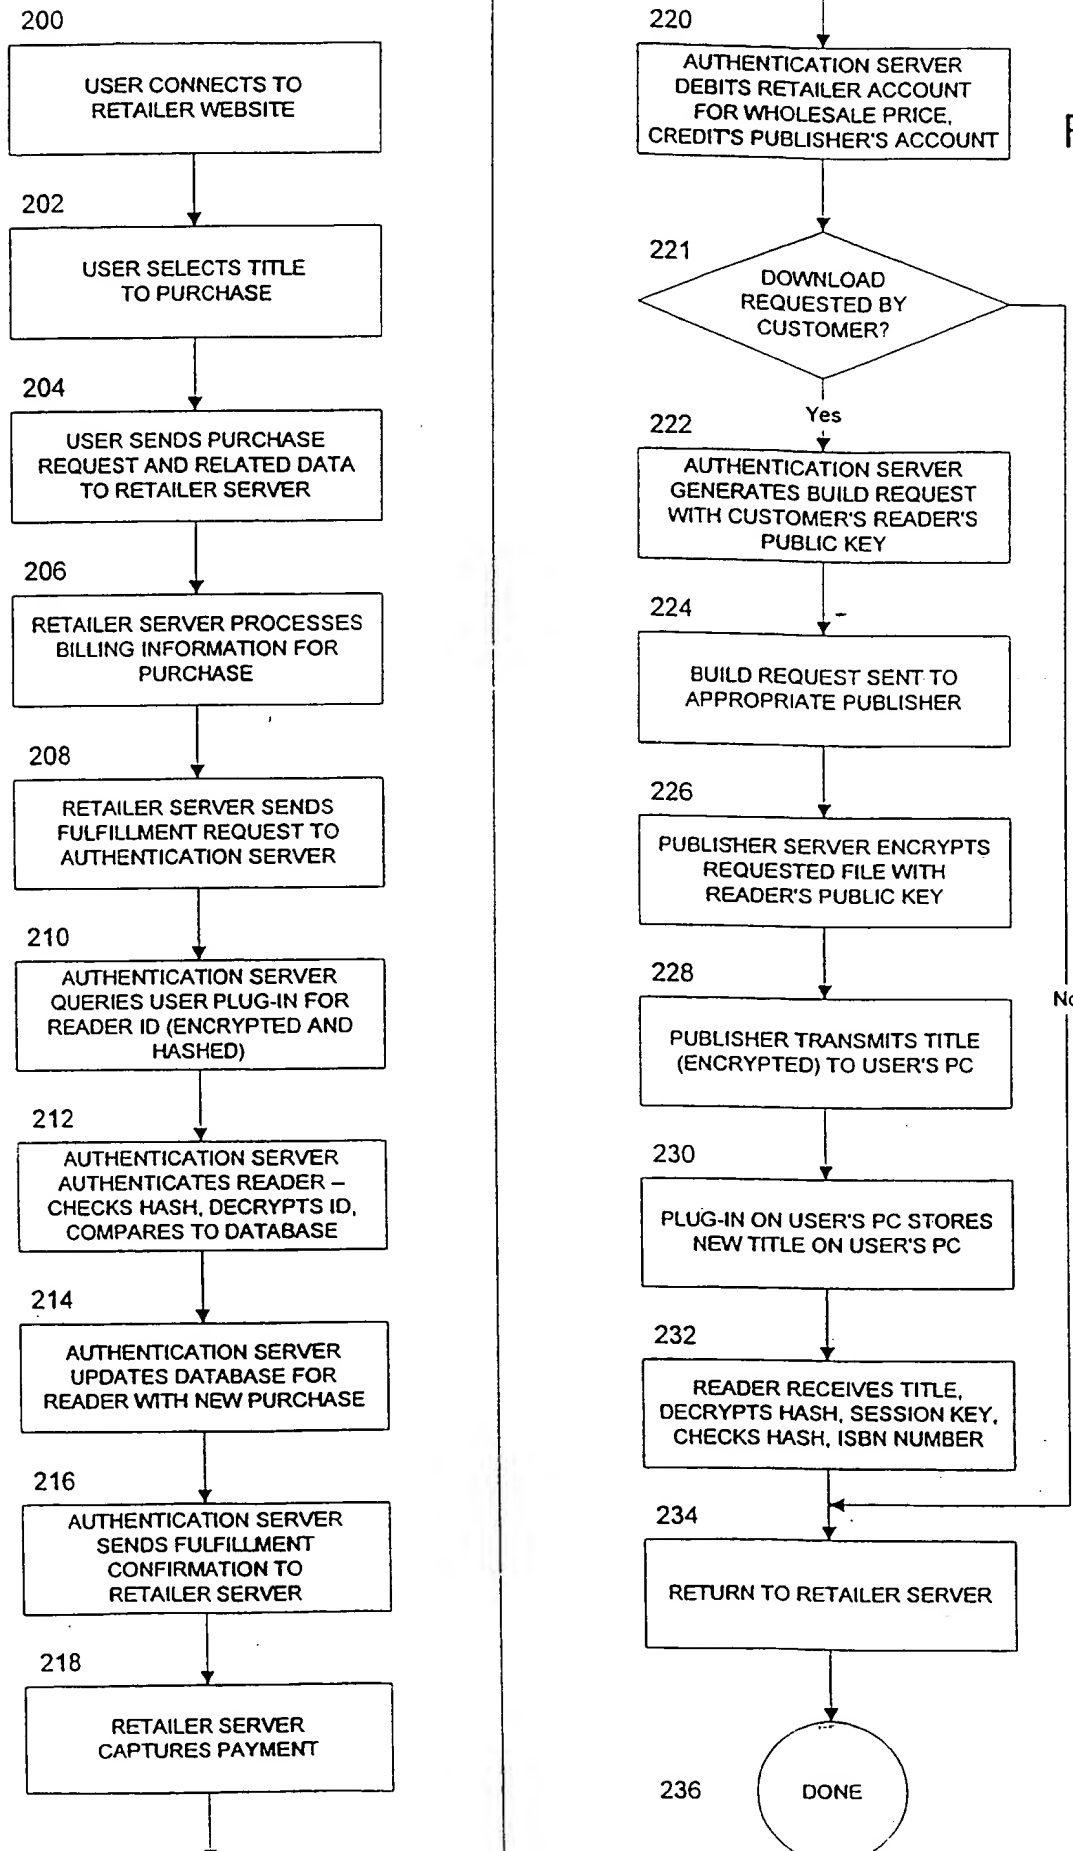 200
USER CONNECTS TO
RETAILER WEBSITE
202
USER SELECTS TITLE
TO PURCHASE
204
USER SENDS PURCHASE
REQUEST AND RELATED DATA
TO RETAILER SERVER
206
RETAILER SERVER PROCESSES
BILLING INFORMATION FOR
PURCHASE
208
RETAILER SERVER SENDS
FULFILLMENT REQUEST TO
AUTHENTICATION SERVER
210
AUTHENTICATION SERVER
QUERIES USER PLUG-IN FOR
READER ID (ENCRYPTED AND
HASHED)
212
AUTHENTICATION SERVER
AUTHENTICATES READER –
CHECKS HASH, DECRYPTS ID,
COMPARES TO DATABASE
214
AUTHENTICATION SERVER
UPDATES DATABASE FOR
READER WITH NEW PURCHASE
216
AUTHENTICATION SERVER
SENDS FULFILLMENT
CONFIRMATION TO
RETAILER SERVER
218
RETAILER SERVER
CAPTURES PAYMENT
220
AUTHENTICATION SERVER
DEBITS RETAILER ACCOUNT
FOR WHOLESALE PRICE,
CREDIT'S PUBLISHER'S ACCOUNT
221
DOWNLOAD
REQUESTED BY
CUSTOMER?
Yes
222
AUTHENTICATION SERVER
GENERATES BUILD REQUEST
WITH CUSTOMER'S READER'S
PUBLIC KEY
224
BUILD REQUEST SENT TO
APPROPRIATE PUBLISHER
226
PUBLISHER SERVER ENCRYPTS
REQUESTED FILE WITH
READER'S PUBLIC KEY
228
No
PUBLISHER TRANSMITS TITLE
(ENCRYPTED) TO USER'S PC
230
PLUG-IN ON USER'S PC STORES
NEW TITLE ON USER'S PC
232
READER RECEIVES TITLE,
DECRYPTS HASH, SESSION KEY,
CHECKS HASH, ISBN NUMBER
234
RETURN TO RETAILER SERVER
236
DONE